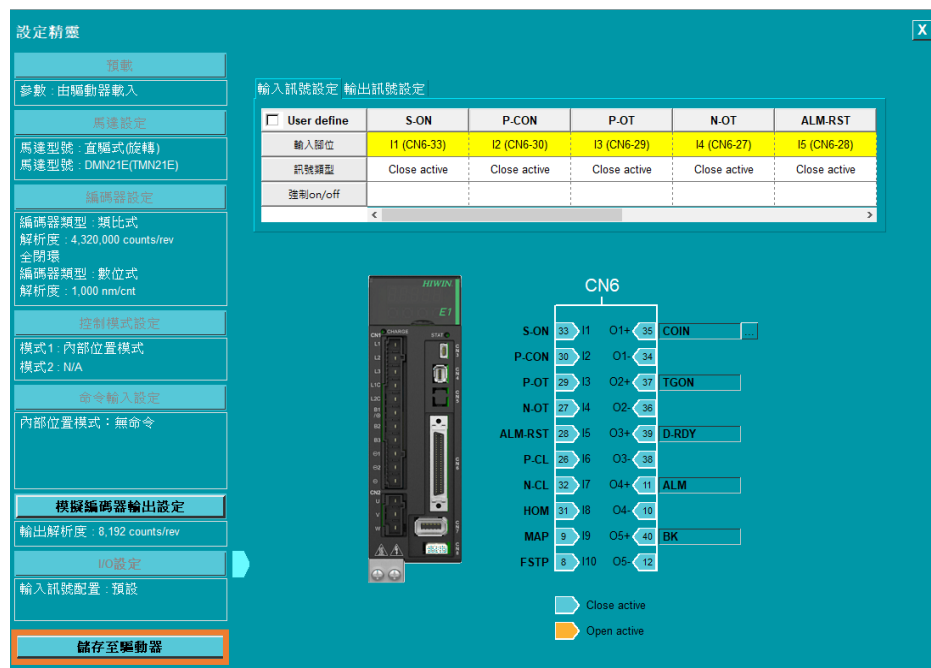 設定精靈
X
預載
參數 : 由驅動器載入
馬達設定
馬達型號 : 直驅式(旋轉)
馬達型號 : DMN21E(TMN21E)
編碼器設定
編碼器類型 : 類比式
解析度 : 4,320,000 counts/rev
全閉環
編碼器類型 : 數位式
解析度 : 1,000 nm/cnt
控制模式設定
模式1 : 內部位置模式
模式2 : N/A
命令輸入設定
內部位置模式：無命令
模擬編碼器輸出設定
輸出解析度 : 8,192 counts/rev
I/O設定
輸入訊號配置 : 預設
儲存至驅動器
輸入訊號設定 輸出訊號設定
User define S-ON P-CON P-OT N-OT ALM-RST
輸入腳位 I1 (CN6-33) I2 (CN6-30) I3 (CN6-29) I4 (CN6-27) I5 (CN6-28)
訊號類型 Close active Close active Close active Close active Close active
強制on/off
HIWIN
E1
CN1 CHARGE STAT
L1
L2
L3
L1C
L2C
B1
B2
CN2
U
V
W
CN6
S-ON 33 I1 O1+ 35 COIN ...
P-CON 30 I2 O1- 34
P-OT 29 I3 O2+ 37 TGON
N-OT 27 I4 O2- 36
ALM-RST 28 I5 O3+ 39 D-RDY
P-CL 26 I6 O3- 38
N-CL 32 I7 O4+ 11 ALM
HOM 31 I8 O4- 10
MAP 9 I9 O5+ 40 BK
FSTP 8 I10 O5- 12
Close active
Open active